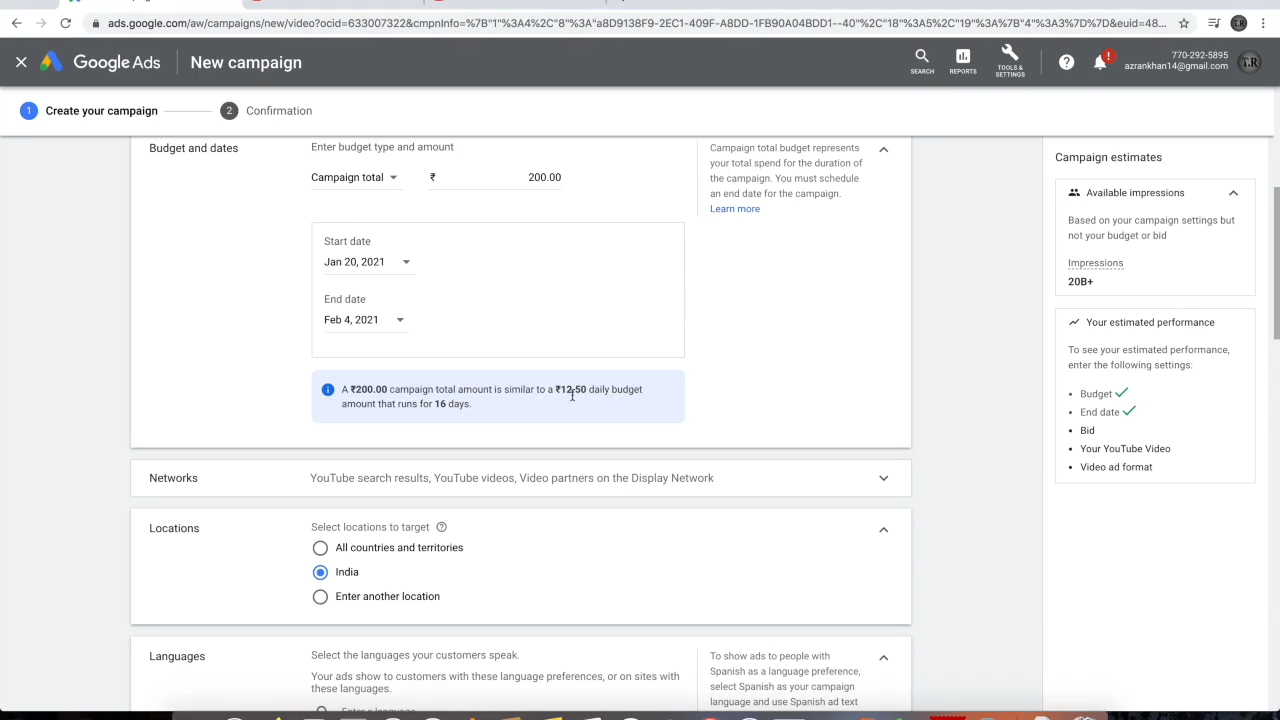 ads.google.com/aw/campaigns/new/video?ocid=633007322&cmpnInfo=%7B"1"%3A4%2C"8"%3A"a8D9138F9-2EC1-409F-A8DD-1FB90A04BDD1--40"%2C"18"%3A5%2C"19"%3A%7B"4"%3A3%7D%7D&euid=48...
Google Ads
New campaign
SEARCH
REPORTS
TOOLS &
SETTINGS
!
770-292-5895
azrankhan14@gmail.com
T.R
1 Create your campaign
2 Confirmation
Budget and dates
Enter budget type and amount
Campaign total
₹ 200.00
Campaign total budget represents
your total spend for the duration of
the campaign. You must schedule
an end date for the campaign.
Learn more
Start date
Jan 20, 2021
End date
Feb 4, 2021
A ₹200.00 campaign total amount is similar to a ₹12.50 daily budget
amount that runs for 16 days.
Networks
YouTube search results, YouTube videos, Video partners on the Display Network
Locations
Select locations to target
All countries and territories
India
Enter another location
Languages
Select the languages your customers speak.
Your ads show to customers with these language preferences, or on sites with
these languages.
Enter a language
To show ads to people with
Spanish as a language preference,
select Spanish as your campaign
language and use Spanish ad text
Campaign estimates
Available impressions
Based on your campaign settings but
not your budget or bid
Impressions
20B+
Your estimated performance
To see your estimated performance,
enter the following settings:
• Budget
• End date
• Bid
• Your YouTube Video
• Video ad format